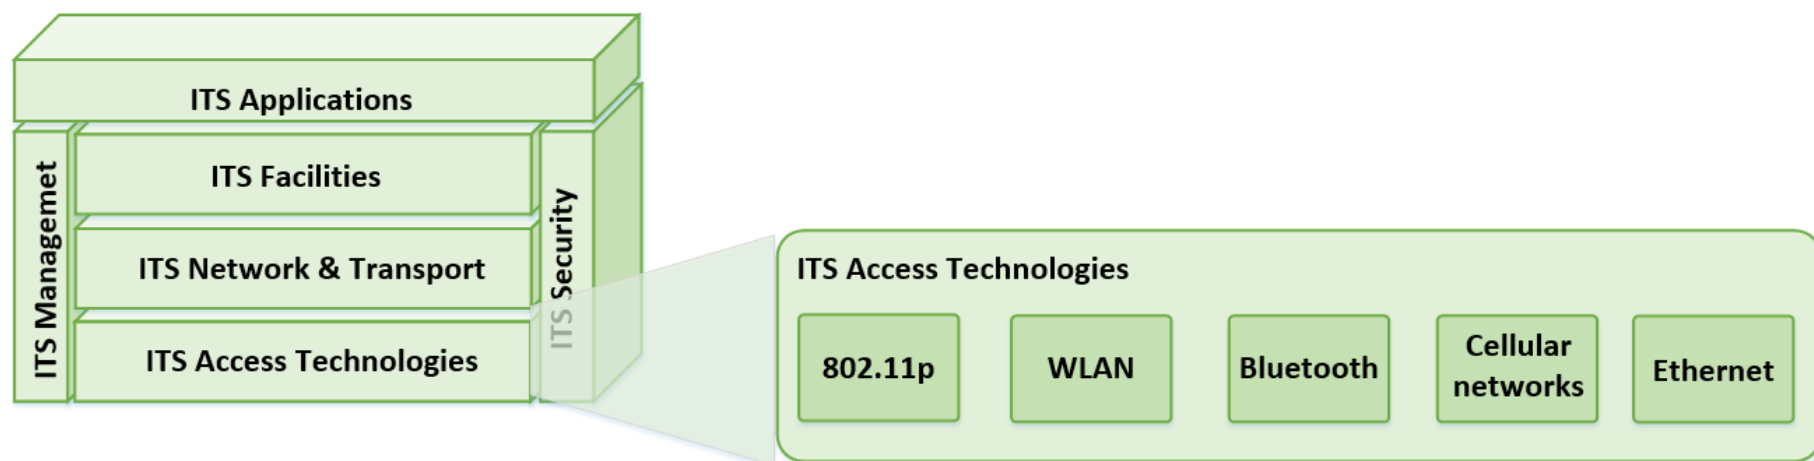 ITS Applications
ITS Managemet
ITS Facilities
ITS Network & Transport
ITS Access Technologies
ITS Security
ITS Access Technologies
802.11p
WLAN
Bluetooth
Cellular
networks
Ethernet